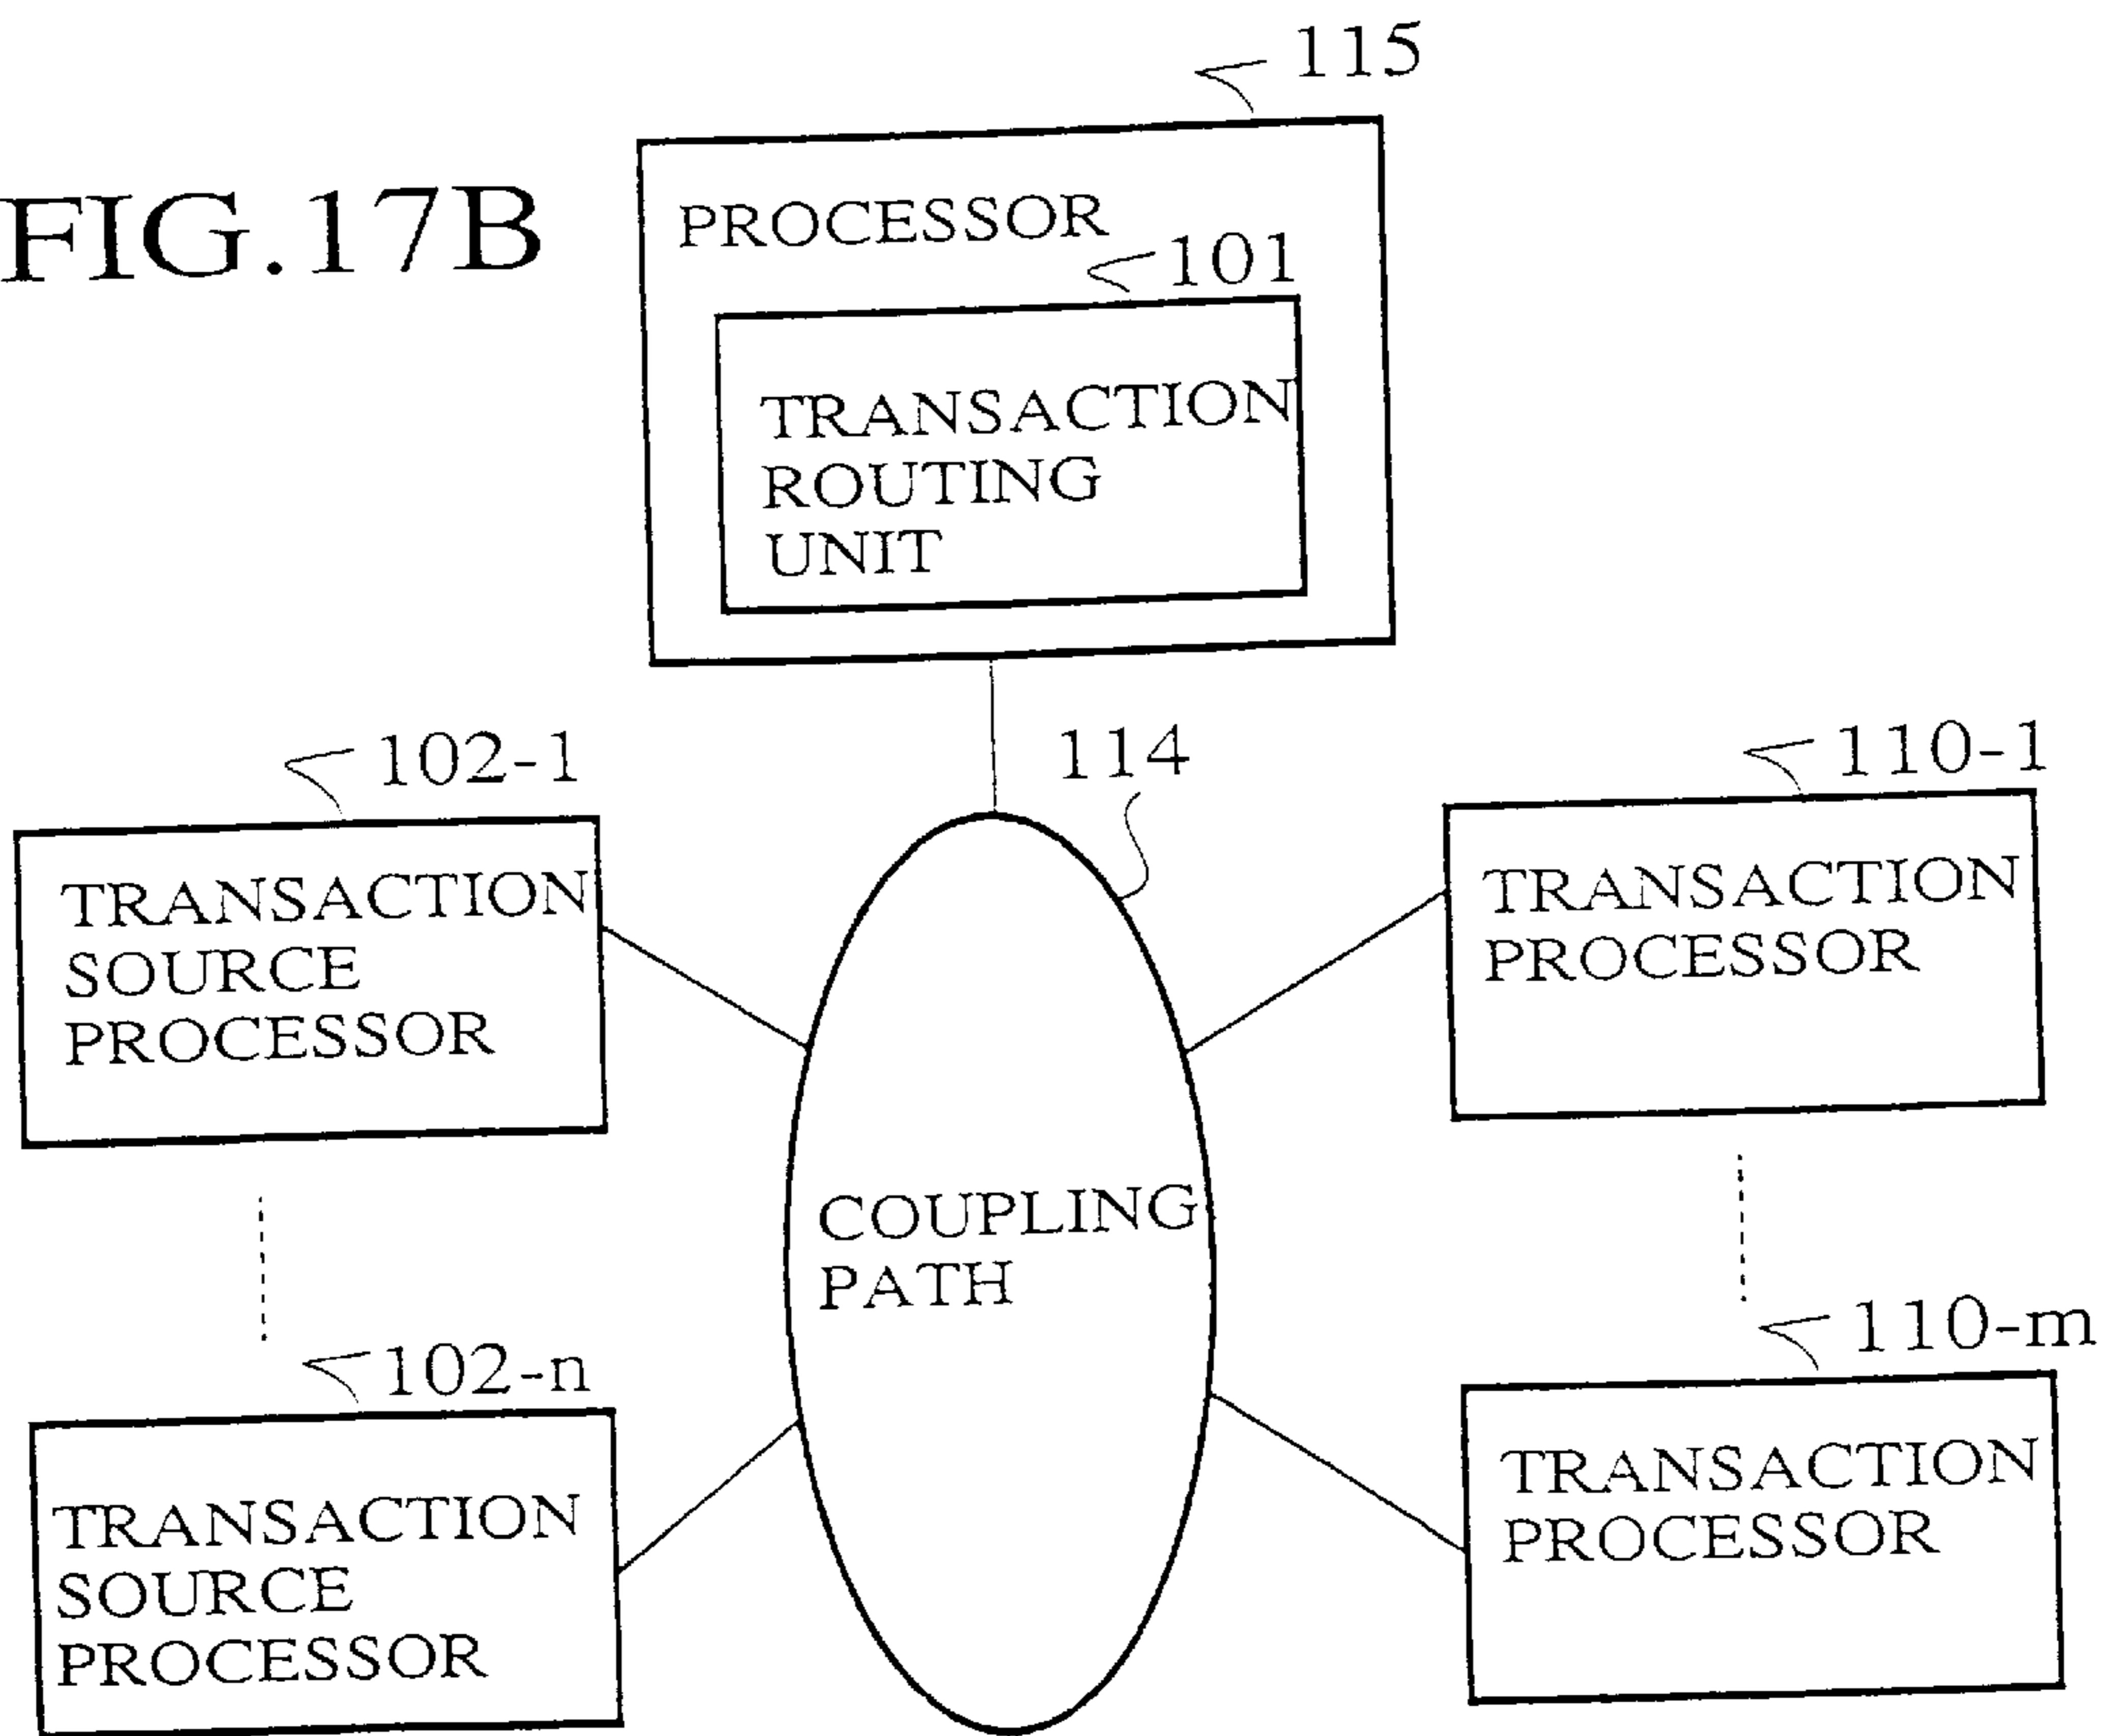 FIG.17B
115
PROCESSOR
101
TRANSACTION
ROUTING
UNIT
102-1
TRANSACTION
SOURCE
PROCESSOR
114
110-1
TRANSACTION
PROCESSOR
COUPLING
PATH
102-n
TRANSACTION
SOURCE
PROCESSOR
110-m
TRANSACTION
PROCESSOR